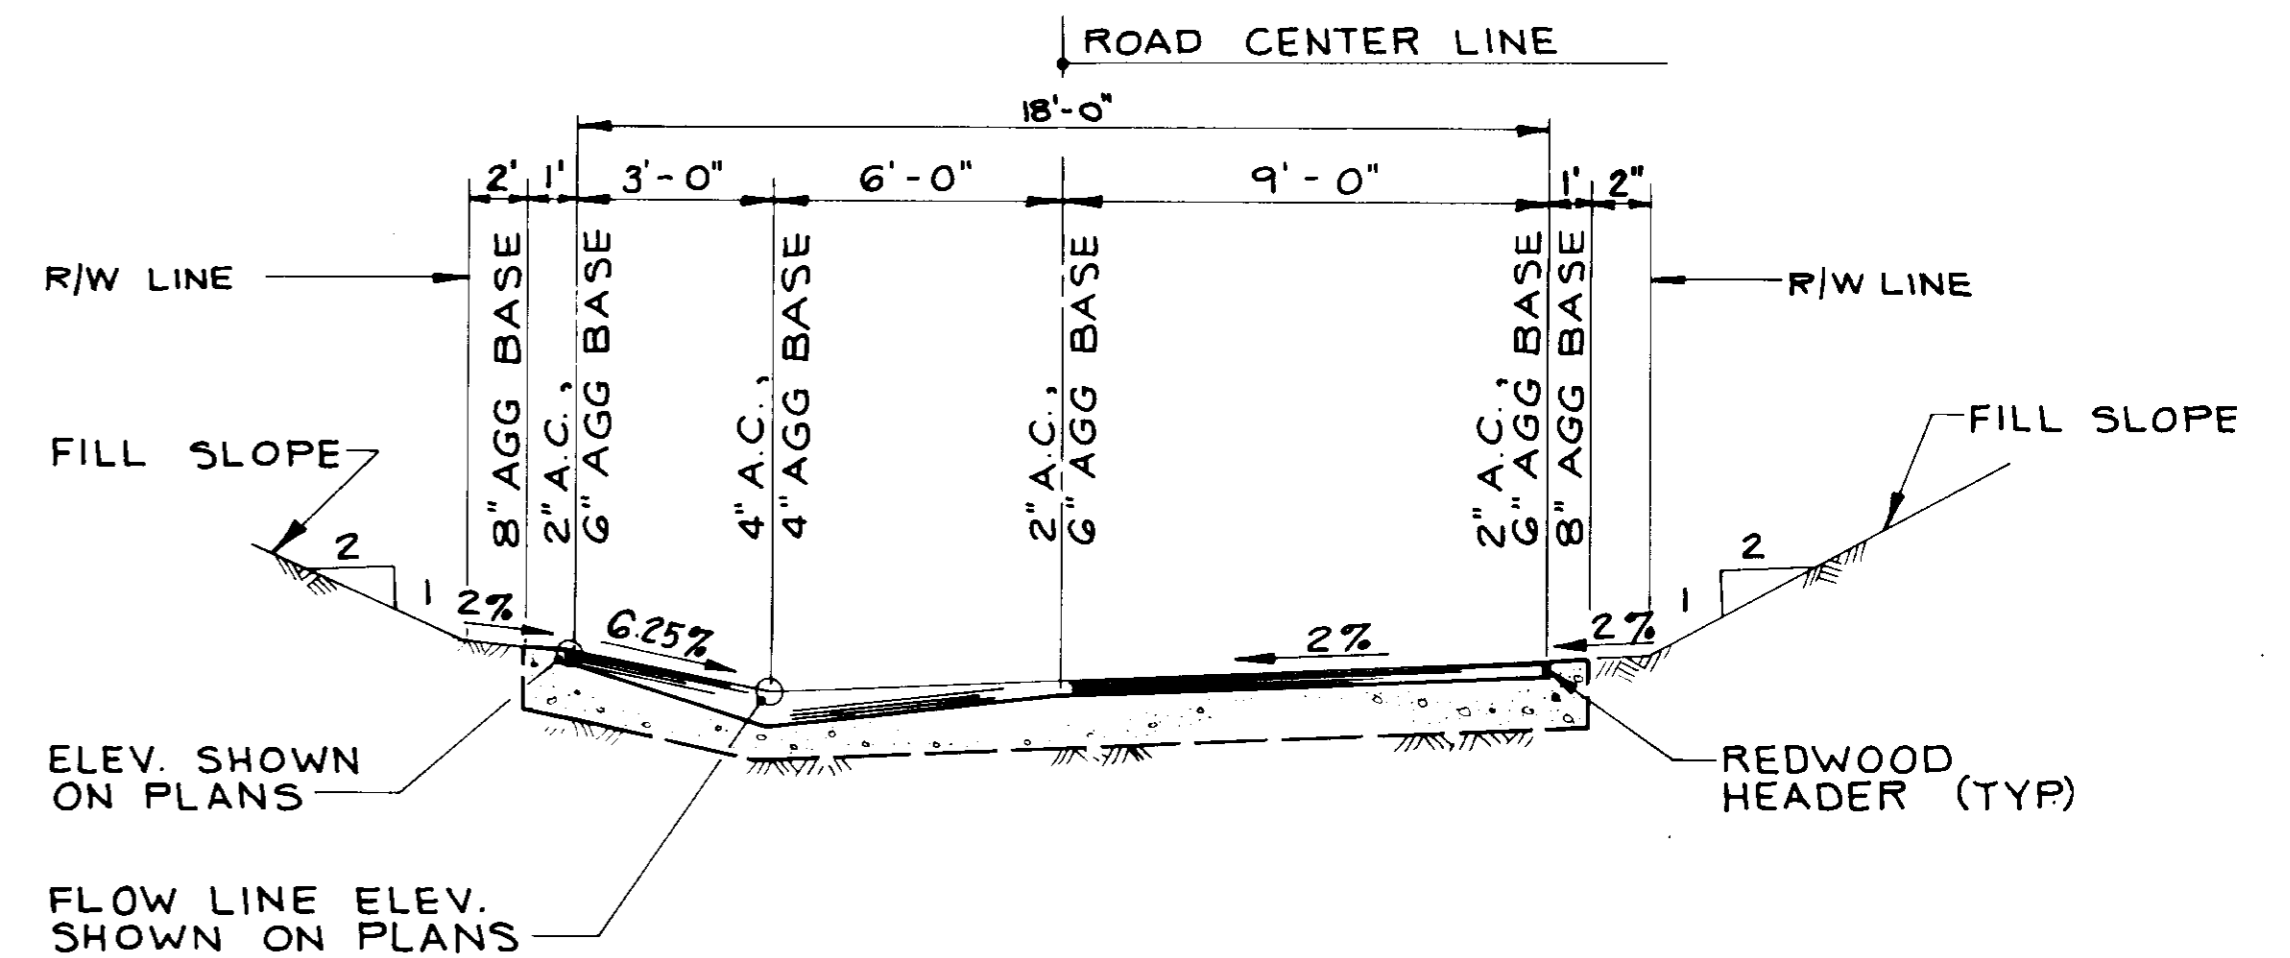 ROAD CENTER LINE
18'-0"
2' 1' 3'-0" 6'-0" 9'-0" 1' 2"
R/W LINE
R/W LINE
8" AGG BASE
2" A.C.,
6" AGG BASE
4" A.C.,
4" AGG BASE
2" A.C.,
6" AGG BASE
2" A.C.,
6" AGG BASE
8" AGG BASE
FILL SLOPE
FILL SLOPE
2
1
2%
6.25%
2%
2%
1
2
ELEV. SHOWN
ON PLANS
REDWOOD
HEADER (TYP.)
FLOW LINE ELEV.
SHOWN ON PLANS